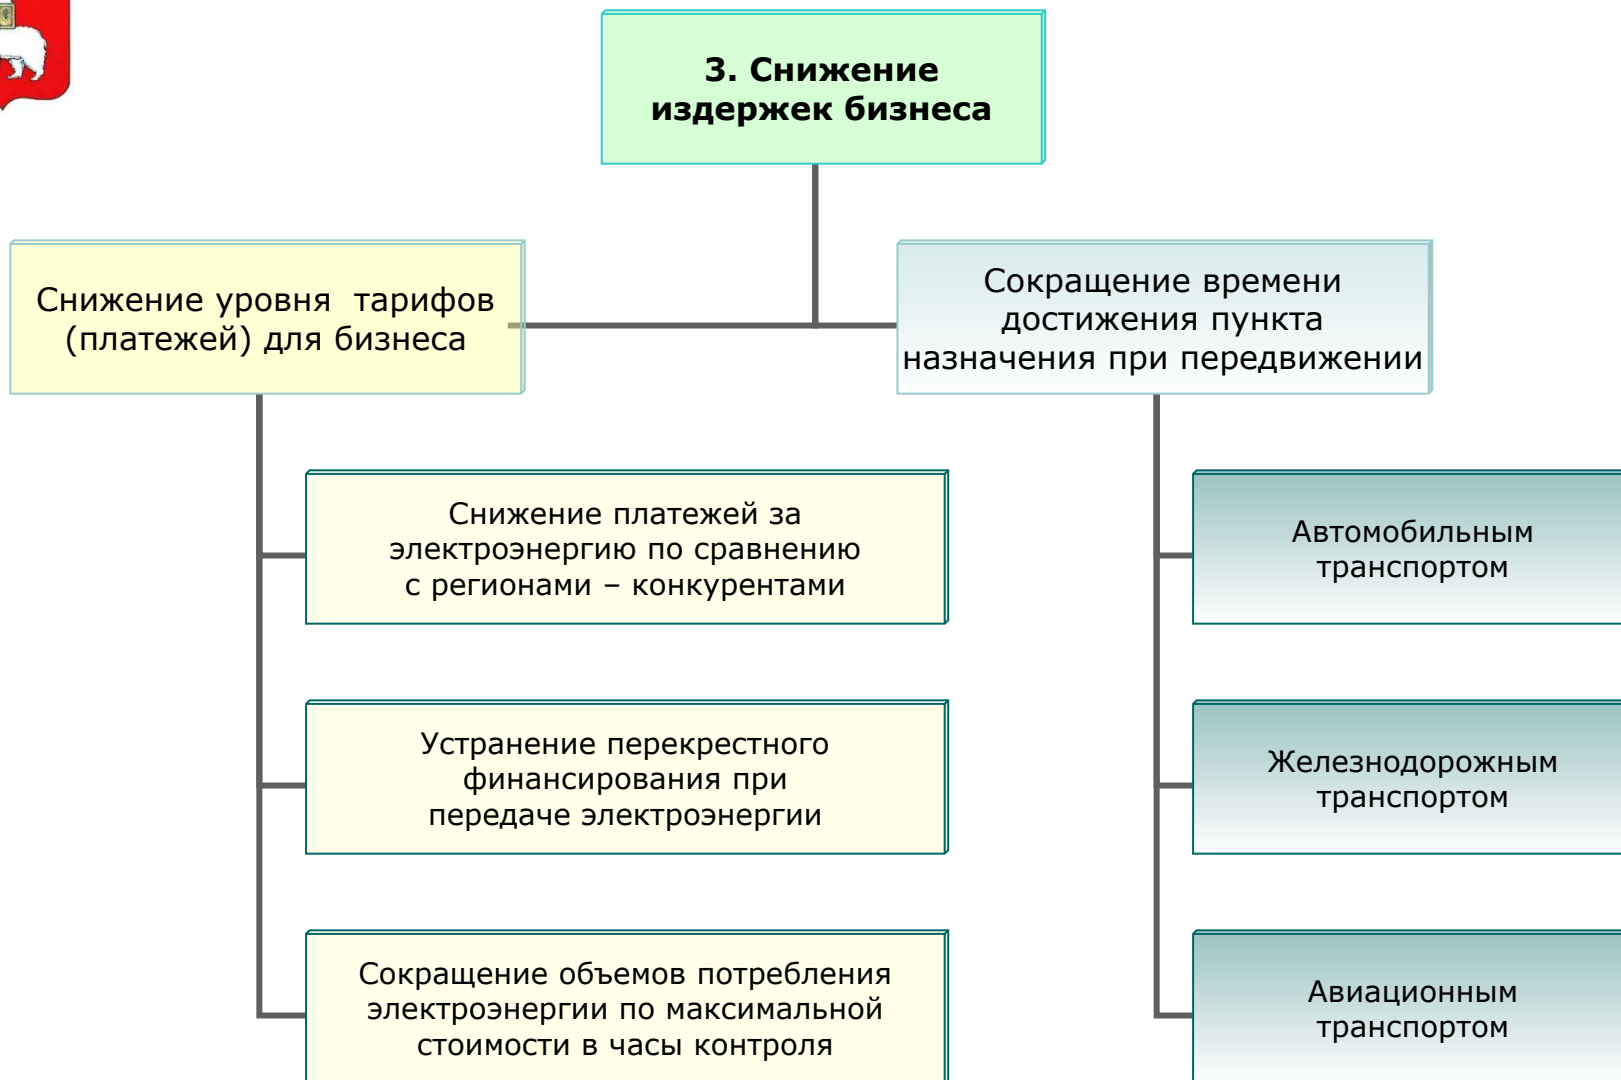 3. Снижение
издержек бизнеса
Снижение уровня тарифов
(платежей) для бизнеса
Сокращение времени
достижения пункта
назначения при передвижении
Снижение платежей за
электроэнергию по сравнению
с регионами – конкурентами
Автомобильным
транспортом
Устранение перекрестного
финансирования при
передаче электроэнергии
Железнодорожным
транспортом
Сокращение объемов потребления
электроэнергии по максимальной
стоимости в часы контроля
Авиационным
транспортом